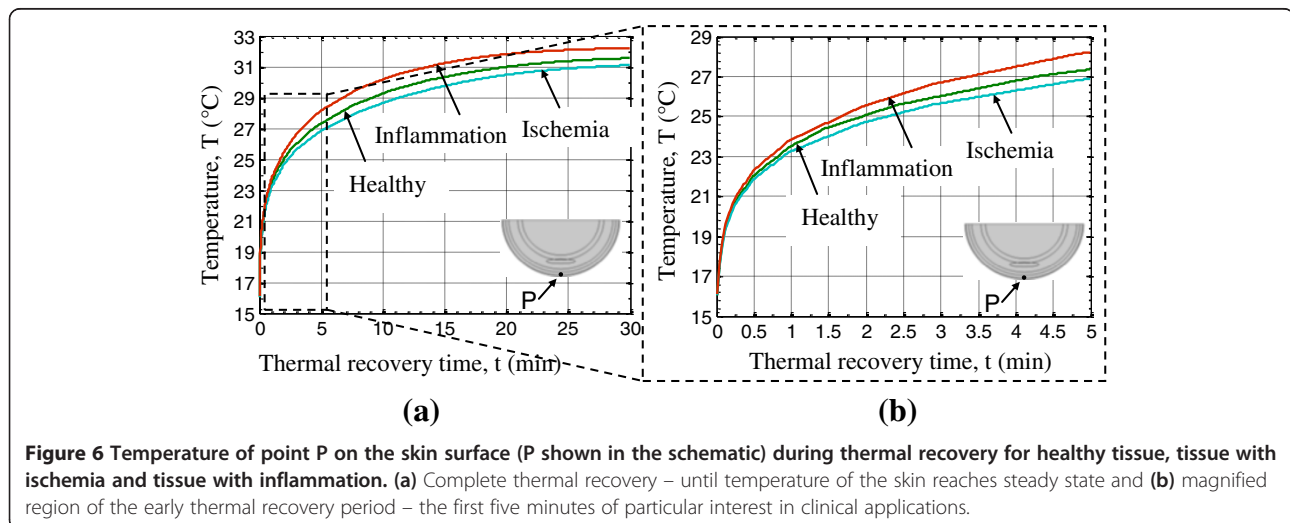 33
31
29
27
25
23
21
19
17
15
Temperature, T (°C)
Inflammation
Ischemia
Healthy
P
0 5 10 15 20 25 30
Thermal recovery time, t (min)
(a)
29
27
25
23
21
19
17
15
Temperature, T (°C)
Ischemia
Inflammation
Healthy
P
0 0.5 1 1.5 2 2.5 3 3.5 4 4.5 5
Thermal recovery time, t (min)
(b)
Figure 6 Temperature of point P on the skin surface (P shown in the schematic) during thermal recovery for healthy tissue, tissue with
ischemia and tissue with inflammation. (a) Complete thermal recovery – until temperature of the skin reaches steady state and (b) magnified
region of the early thermal recovery period – the first five minutes of particular interest in clinical applications.